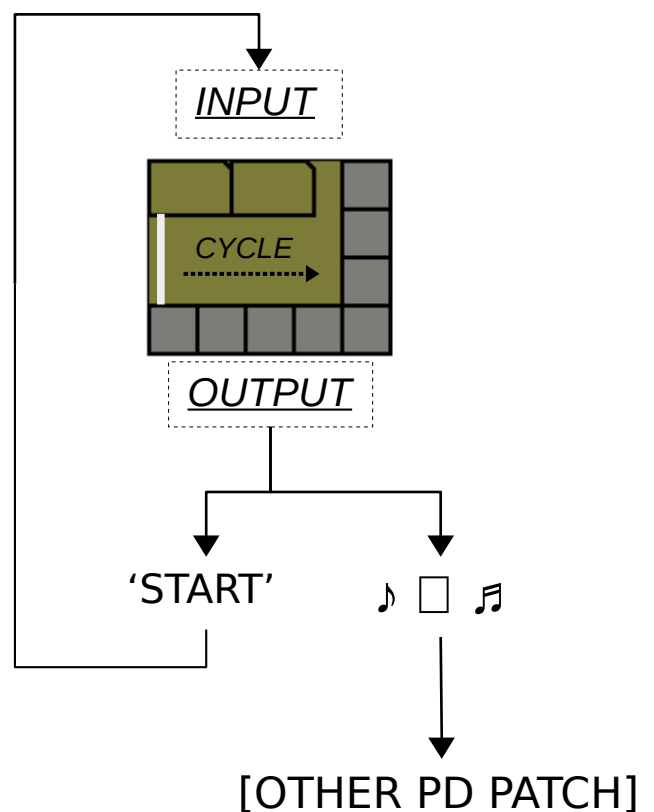 INPUT
CYCLE
OUTPUT
‘START’
♪ □ ♬
[OTHER PD PATCH]